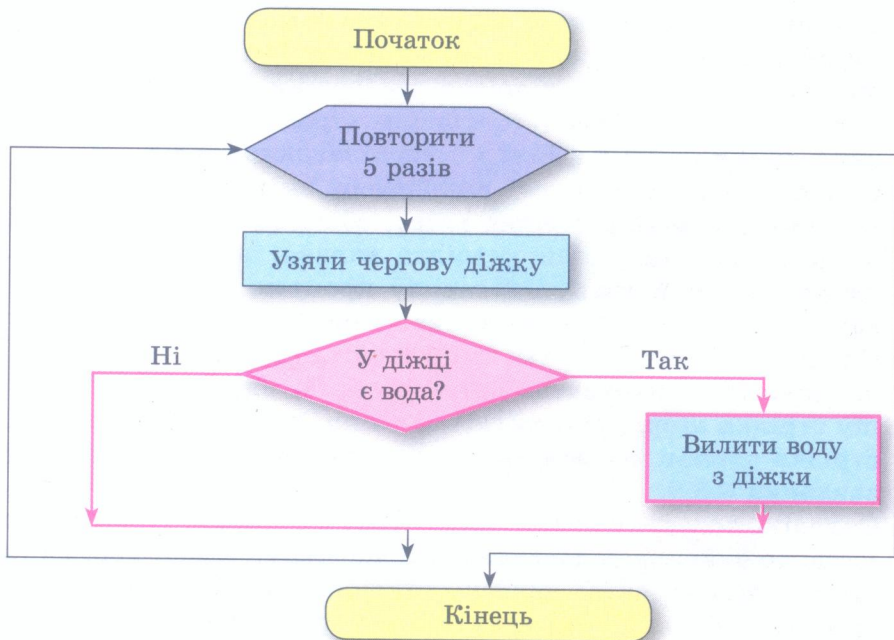 Початок
Повторити
5 разів
Узяти чергову діжку
У діжці
є вода?
Ні
Так
Вилити воду
з діжки
Кінець